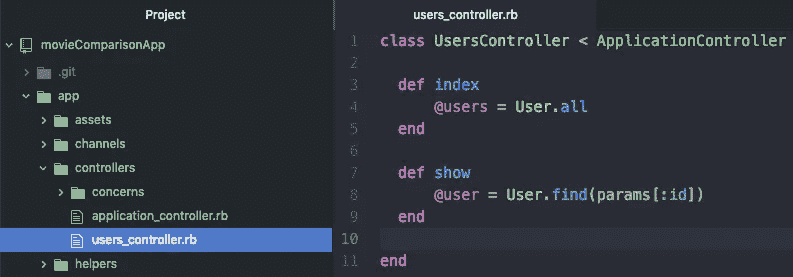 Project
movieComparisonApp
.git
app
assets
channels
controllers
concerns
application_controller.rb
users_controller.rb
helpers
users_controller.rb
1 class UsersController < ApplicationController
2
3   def index
4       @users = User.all
5   end
6
7   def show
8       @user = User.find(params[:id])
9   end
10
11 end